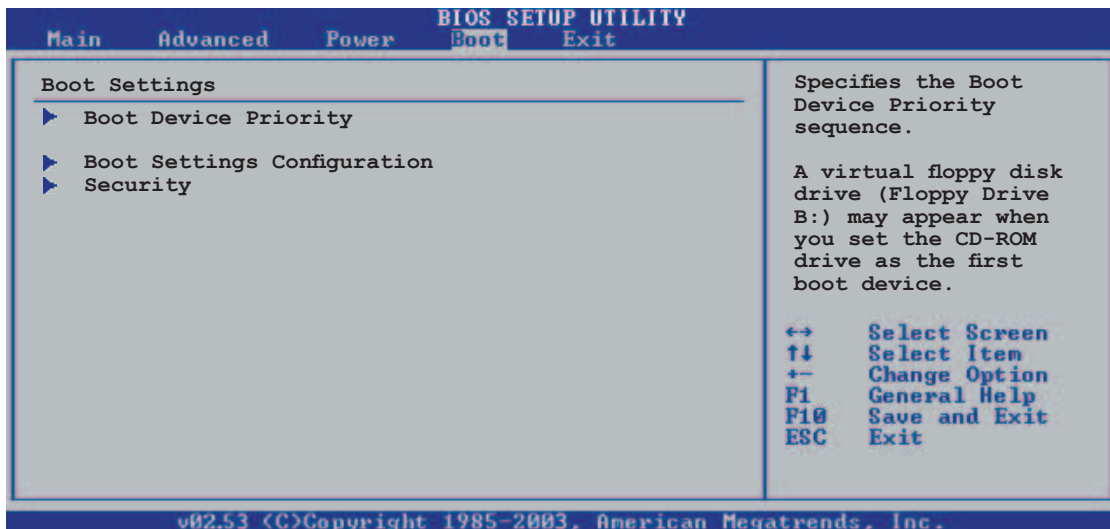 BIOS SETUP UTILITY
Main Advanced Power Boot Exit
Boot Settings
Boot Device Priority
Boot Settings Configuration
Security
Specifies the Boot
Device Priority
sequence.
A virtual floppy disk
drive (Floppy Drive
B:) may appear when
you set the CD-ROM
drive as the first
boot device.
←→ Select Screen
↑↓ Select Item
+- Change Option
F1 General Help
F10 Save and Exit
ESC Exit
v02.53 (C)Copyright 1985-2003, American Megatrends, Inc.